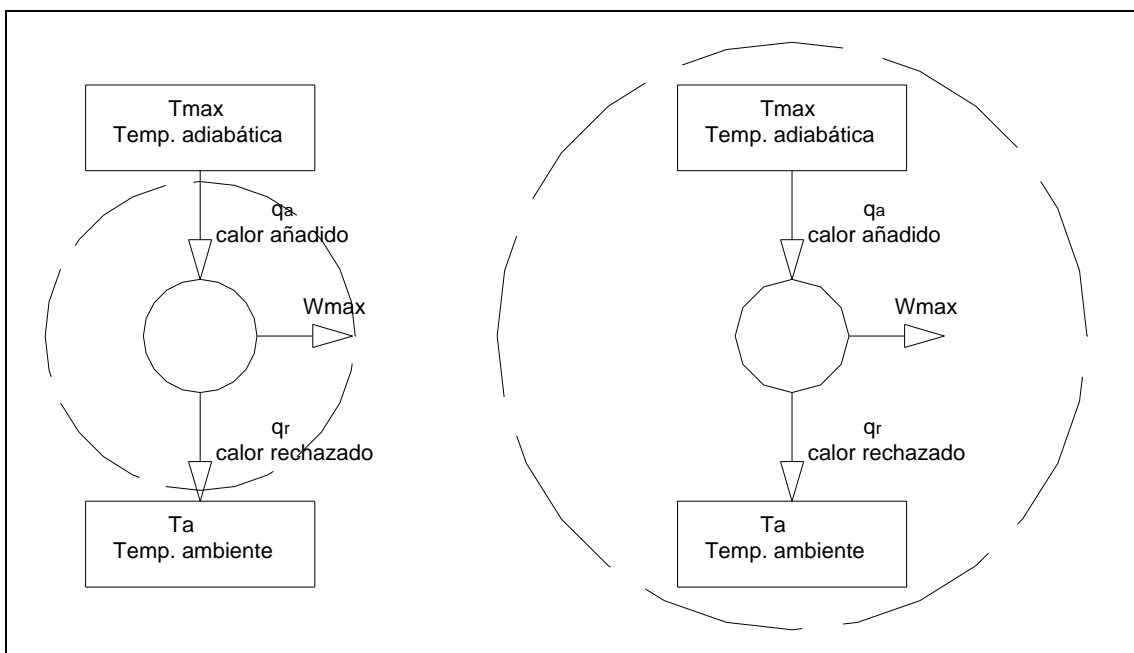 Tmax
Temp. adiabática
qa
calor añadido
Wmax
qr
calor rechazado
Ta
Temp. ambiente
Tmax
Temp. adiabática
qa
calor añadido
Wmax
qr
calor rechazado
Ta
Temp. ambiente